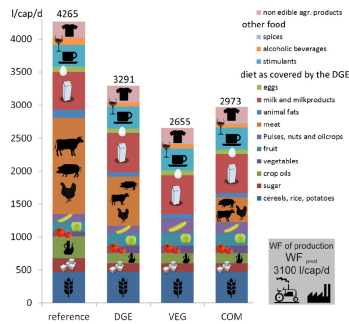 l/cap/d
4265
4000
3500
3000
2500
2000
1500
1000
500
0
3291
2655
2973
reference
DGE
VEG
COM
non edible agr. products
other food
spices
alcoholic beverages
stimulants
diet as covered by the DGE
eggs
milk and milkproducts
animal fats
meat
Pulses, nuts and oilcrops
fruit
vegetables
crop oils
sugar
cereals, rice, potatoes
WF of production
WF prod
3100 l/cap/d